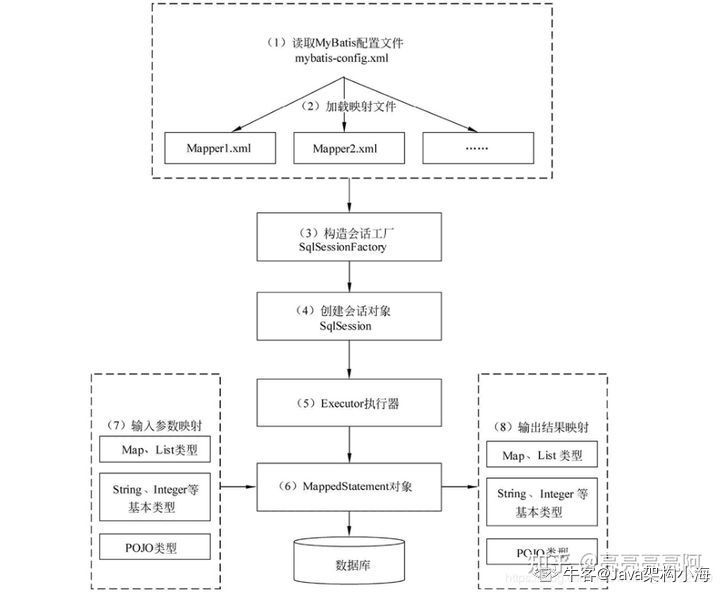 （1）读取MyBatis配置文件
mybatis-config.xml
（2）加载映射文件
Mapper1.xml
Mapper2.xml
……
（3）构造会话工厂
SqlSessionFactory
（4）创建会话对象
SqlSession
（5）Executor执行器
（7）输入参数映射
Map、List类型
String、Integer等
基本类型
POJO类型
（6）MappedStatement对象
数据库
（8）输出结果映射
Map、List 类型
String、Integer 等
基本类型
POJO类型
知乎 @亮亮亮亮阿
牛客@Java架构小海